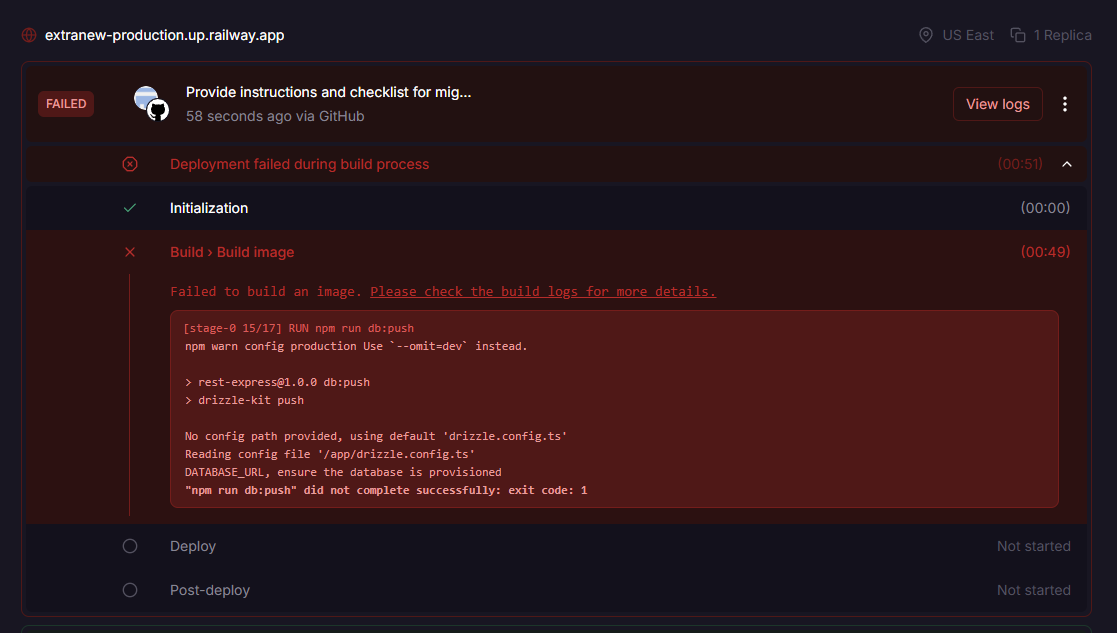 extranew-production.up.railway.app
US East
1 Replica
FAILED
Provide instructions and checklist for mig...
58 seconds ago via GitHub
View logs
Deployment failed during build process
(00:51)
Initialization
(00:00)
Build › Build image
(00:49)
Failed to build an image. Please check the build logs for more details.
[stage-0 15/17] RUN npm run db:push
npm warn config production Use `--omit=dev` instead.
> rest-express@1.0.0 db:push
> drizzle-kit push
No config path provided, using default 'drizzle.config.ts'
Reading config file '/app/drizzle.config.ts'
DATABASE_URL, ensure the database is provisioned
"npm run db:push" did not complete successfully: exit code: 1
Deploy
Not started
Post-deploy
Not started